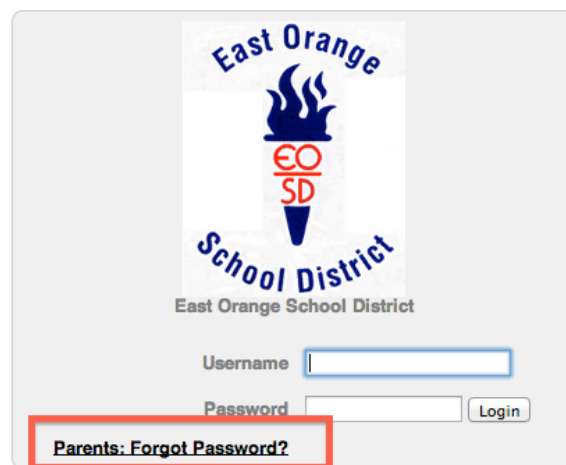 East Orange
EO
SD
School District
East Orange School District
Username
Password Login
Parents: Forgot Password?